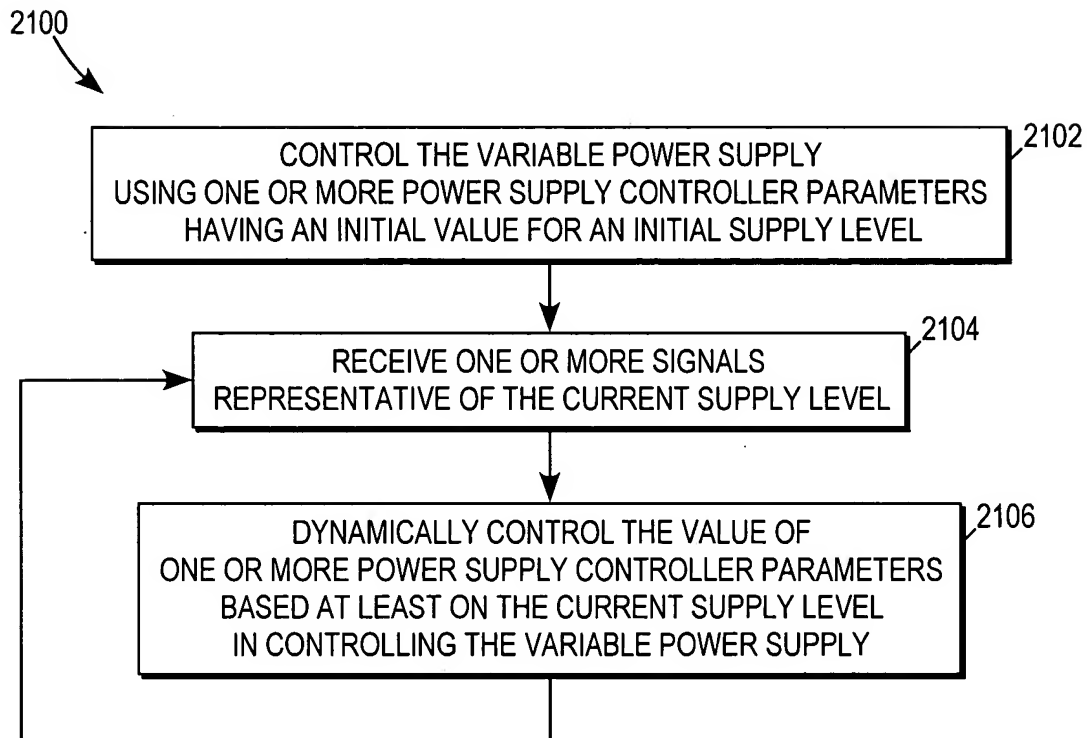 2100
2102
CONTROL THE VARIABLE POWER SUPPLY
USING ONE OR MORE POWER SUPPLY CONTROLLER PARAMETERS
HAVING AN INITIAL VALUE FOR AN INITIAL SUPPLY LEVEL
2104
RECEIVE ONE OR MORE SIGNALS
REPRESENTATIVE OF THE CURRENT SUPPLY LEVEL
2106
DYNAMICALLY CONTROL THE VALUE OF
ONE OR MORE POWER SUPPLY CONTROLLER PARAMETERS
BASED AT LEAST ON THE CURRENT SUPPLY LEVEL
IN CONTROLLING THE VARIABLE POWER SUPPLY